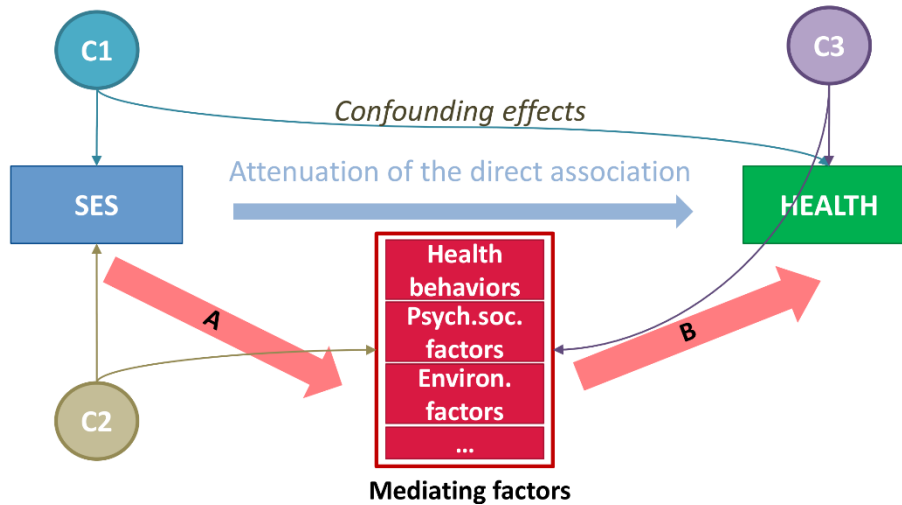 C1
C3
Confounding effects
Attenuation of the direct association
SES
HEALTH
Health
behaviors
Psych.soc.
factors
Environ.
factors
...
A
B
C2
Mediating factors